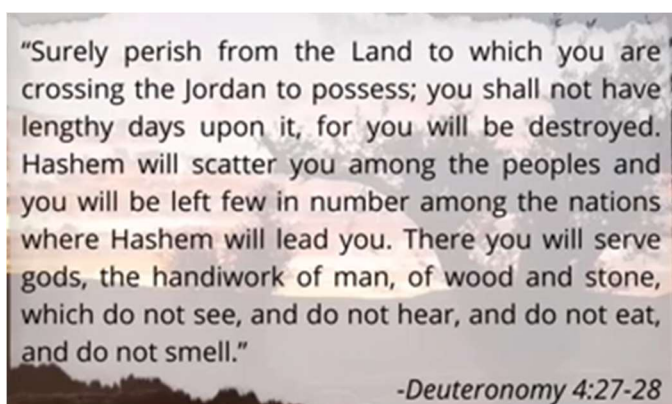 “Surely perish from the Land to which you are
crossing the Jordan to possess; you shall not have
lengthy days upon it, for you will be destroyed.
Hashem will scatter you among the peoples and
you will be left few in number among the nations
where Hashem will lead you. There you will serve
gods, the handiwork of man, of wood and stone,
which do not see, and do not hear, and do not eat,
and do not smell.”
-Deuteronomy 4:27-28